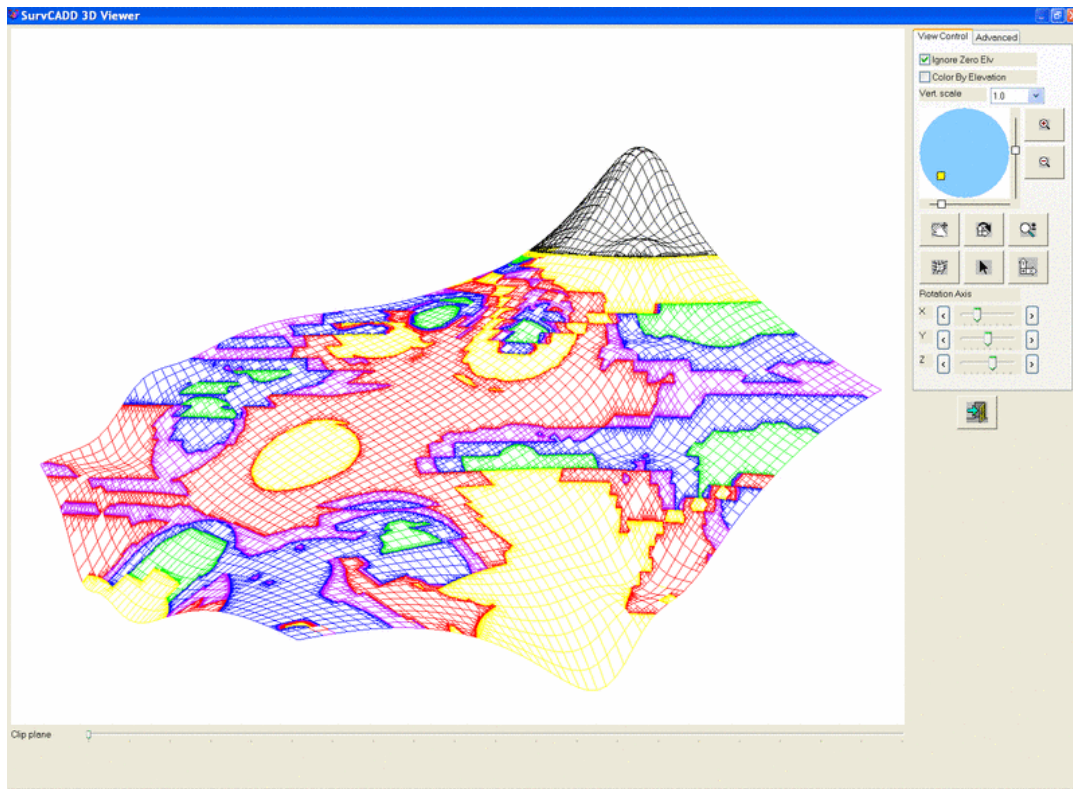 SurvCADD 3D Viewer
View Control
Advanced
Ignore Zero Elv
Color By Elevation
Vert. scale
1.0
Rotation Axis
X
<
>
Y
<
>
Z
<
>
Clip plane